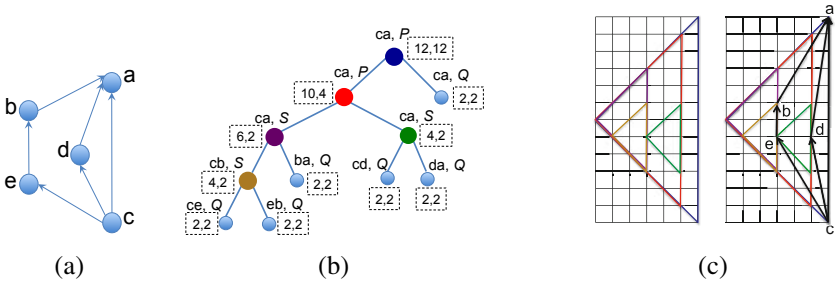 a
b
d
e
c
(a)
ca, P
12,12
ca, P
10,4
ca, Q
2,2
ca, S
6,2
ca, S
4,2
cb, S
4,2
ba, Q
2,2
cd, Q
2,2
da, Q
2,2
ce, Q
2,2
eb, Q
2,2
(b)
a
b
d
e
c
(c)